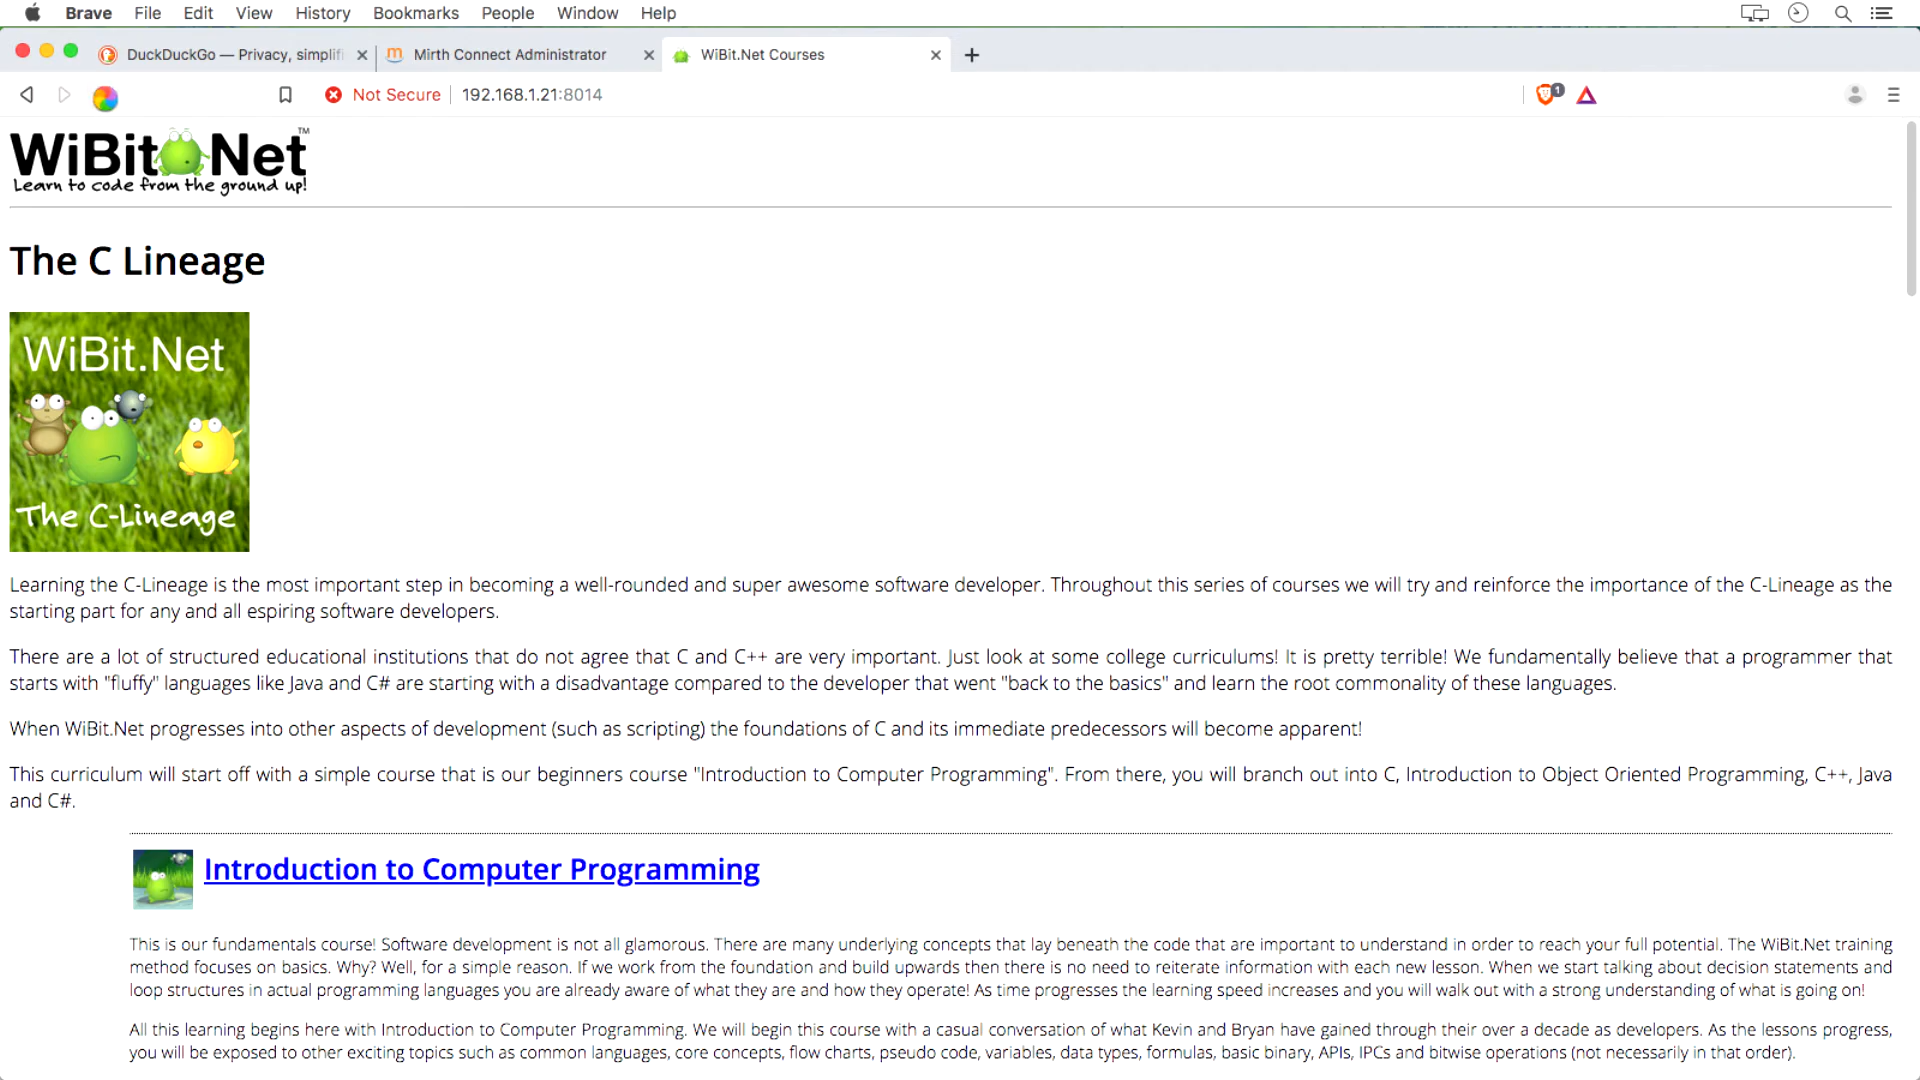 Brave File Edit View History Bookmarks People Window Help
DuckDuckGo — Privacy, simplifi Mirth Connect Administrator WiBit.Net Courses
Not Secure 192.168.1.21:8014 1
WiBit Net™
Learn to code from the ground up!
The C Lineage
WiBit.Net
The C-Lineage
Learning the C-Lineage is the most important step in becoming a well-rounded and super awesome software developer. Throughout this series of courses we will try and reinforce the importance of the C-Lineage as the
starting part for any and all espiring software developers.
There are a lot of structured educational institutions that do not agree that C and C++ are very important. Just look at some college curriculums! It is pretty terrible! We fundamentally believe that a programmer that
starts with "fluffy" languages like Java and C# are starting with a disadvantage compared to the developer that went "back to the basics" and learn the root commonality of these languages.
When WiBit.Net progresses into other aspects of development (such as scripting) the foundations of C and its immediate predecessors will become apparent!
This curriculum will start off with a simple course that is our beginners course "Introduction to Computer Programming". From there, you will branch out into C, Introduction to Object Oriented Programming, C++, Java
and C#.
Introduction to Computer Programming
This is our fundamentals course! Software development is not all glamorous. There are many underlying concepts that lay beneath the code that are important to understand in order to reach your full potential. The WiBit.Net training
method focuses on basics. Why? Well, for a simple reason. If we work from the foundation and build upwards then there is no need to reiterate information with each new lesson. When we start talking about decision statements and
loop structures in actual programming languages you are already aware of what they are and how they operate! As time progresses the learning speed increases and you will walk out with a strong understanding of what is going on!
All this learning begins here with Introduction to Computer Programming. We will begin this course with a casual conversation of what Kevin and Bryan have gained through their over a decade as developers. As the lessons progress,
you will be exposed to other exciting topics such as common languages, core concepts, flow charts, pseudo code, variables, data types, formulas, basic binary, APIs, IPCs and bitwise operations (not necessarily in that order).